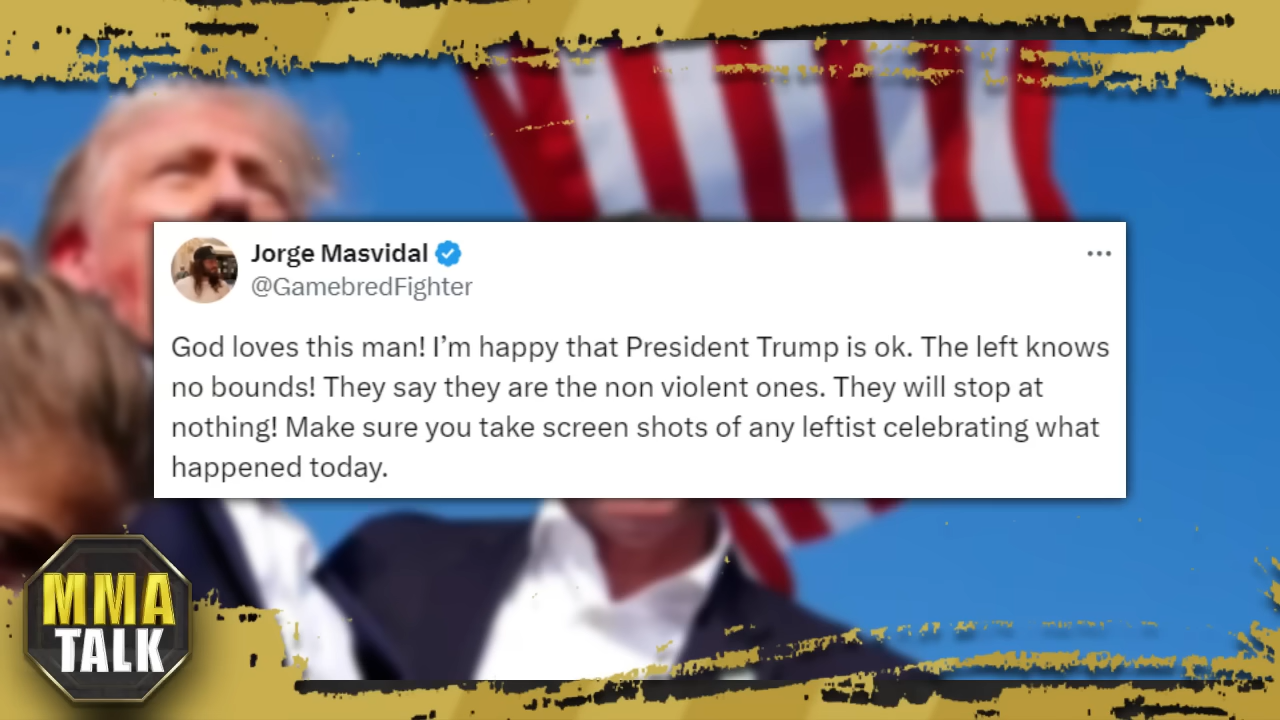 Jorge Masvidal
@GamebredFighter
God loves this man! I’m happy that President Trump is ok. The left knows
no bounds! They say they are the non violent ones. They will stop at
nothing! Make sure you take screen shots of any leftist celebrating what
happened today.
MMA
TALK